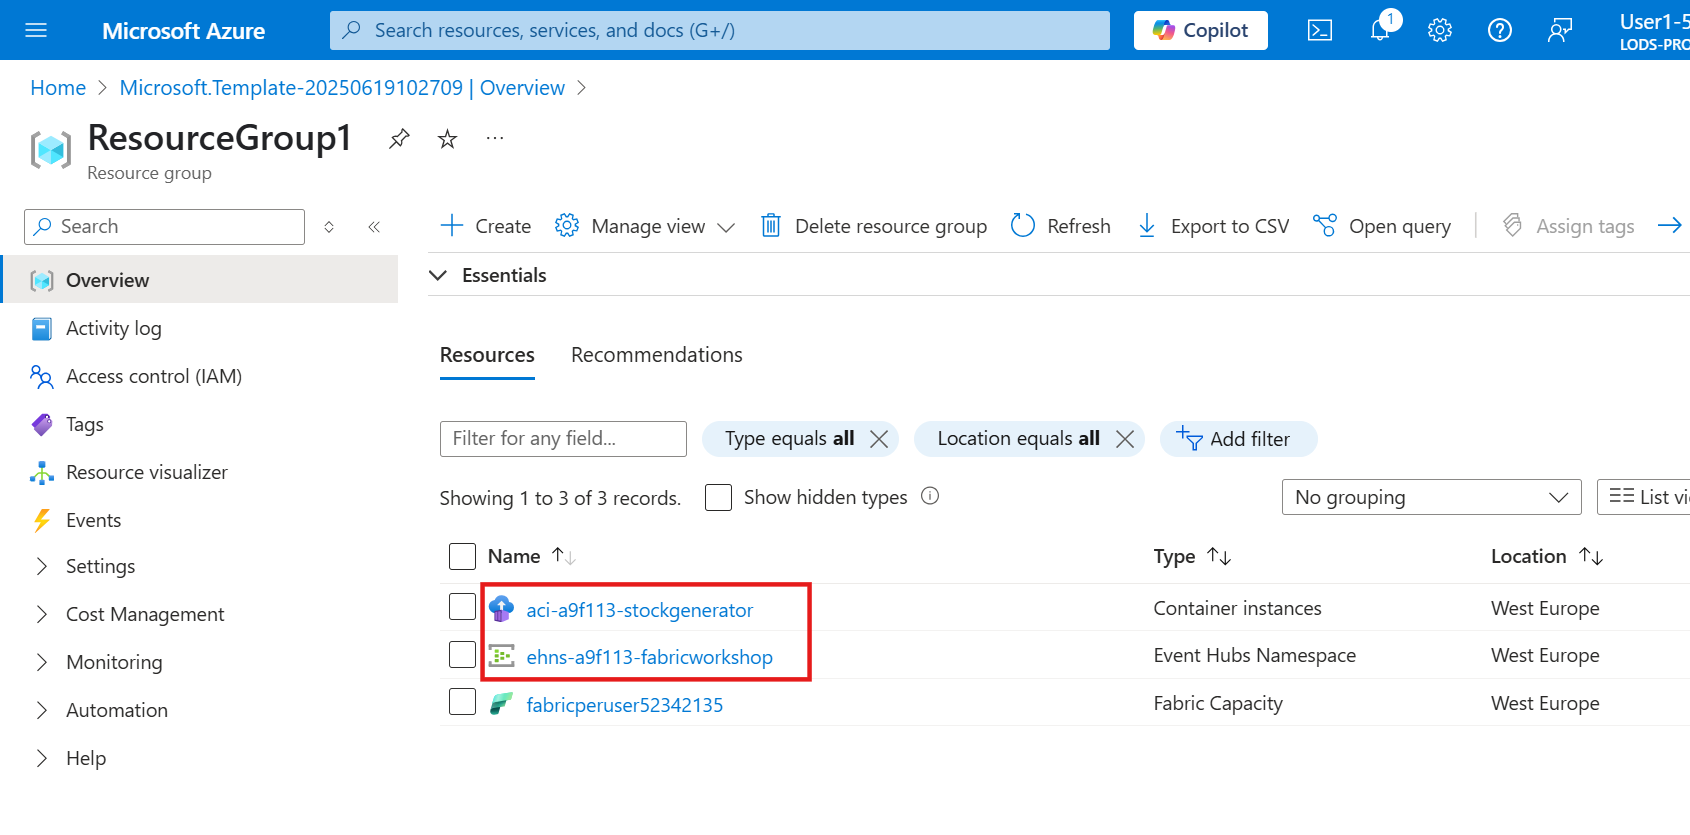 Microsoft Azure
Search resources, services, and docs (G+/)
Copilot
1
User1-5
LODS-PRO
Home > Microsoft.Template-20250619102709 | Overview >
ResourceGroup1
Resource group
Search
Create
Manage view
Delete resource group
Refresh
Export to CSV
Open query
Assign tags
Essentials
Overview
Activity log
Access control (IAM)
Tags
Resource visualizer
Events
Settings
Cost Management
Monitoring
Automation
Help
Resources
Recommendations
Filter for any field...
Type equals all
Location equals all
Add filter
Showing 1 to 3 of 3 records.
Show hidden types
No grouping
List vi
Name
Type
Location
aci-a9f113-stockgenerator
Container instances
West Europe
ehns-a9f113-fabricworkshop
Event Hubs Namespace
West Europe
fabricperuser52342135
Fabric Capacity
West Europe